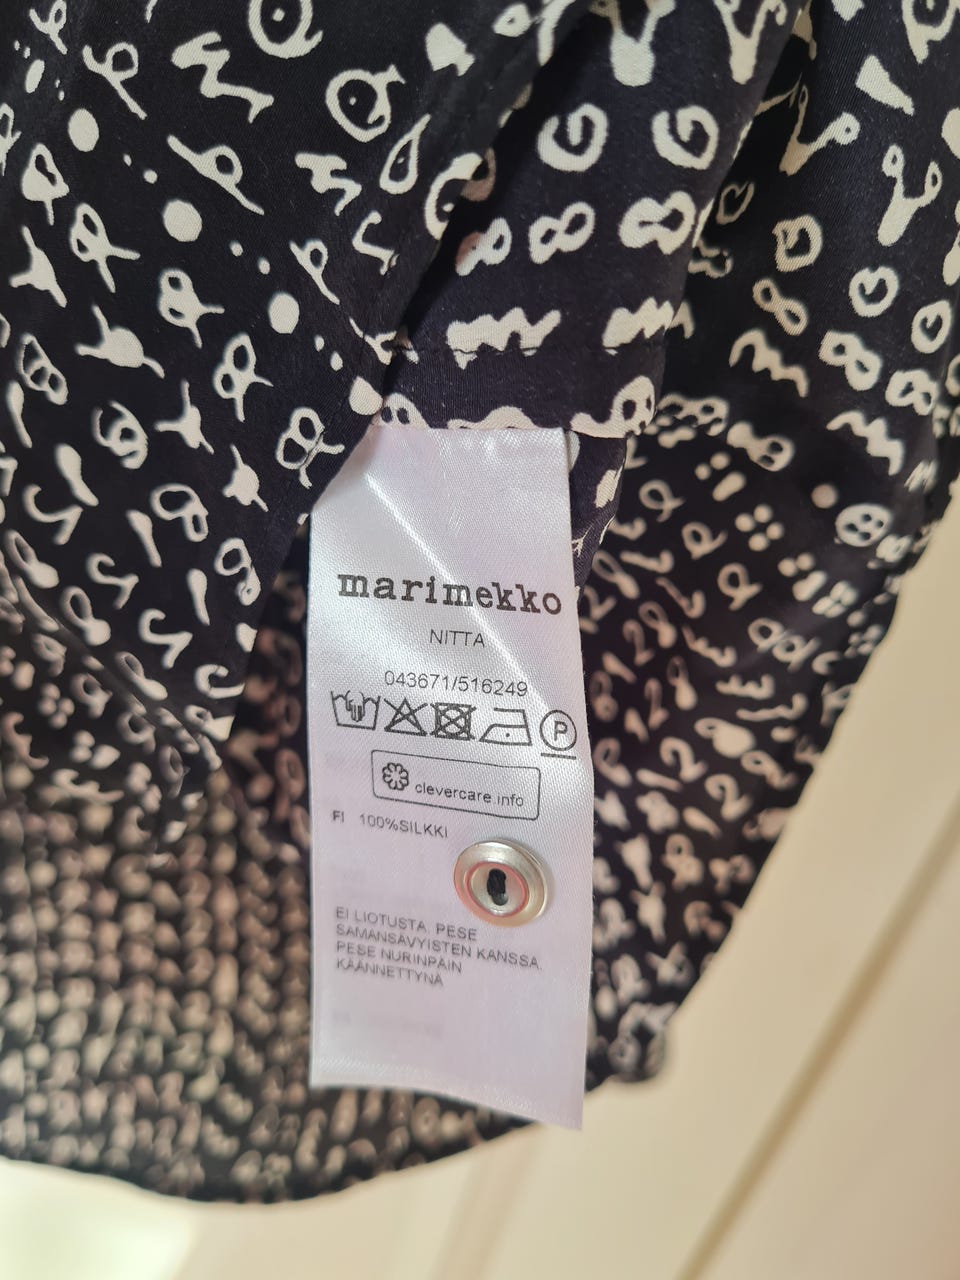 marimekko
NITTA
043671/516249
P
clevercare.info
FI 100%SILKKI
EI LIOTUSTA. PESE
SAMANSÄVYISTEN KANSSA.
PESE NURINPÄIN
KÄÄNNETTYNÄ